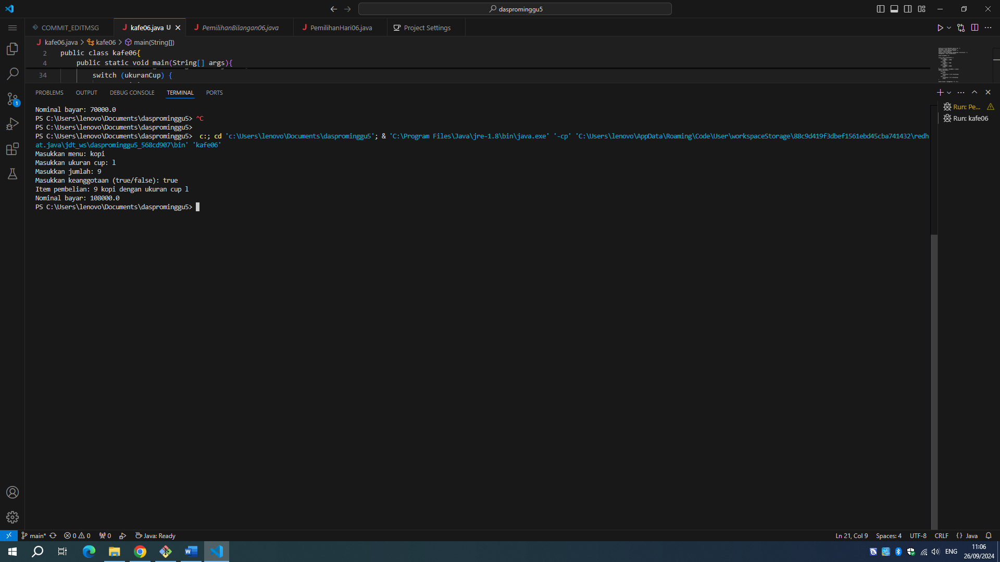 dasprominggu5
COMMIT_EDITMSG
kafe06.java U
PemilihanBilangan06.java
PemilihanHari06.java
Project Settings
kafe06.java > kafe06 > main(String[])
2 public class kafe06{
4 public static void main(String[] args){
34 switch (ukuranCup) {
PROBLEMS OUTPUT DEBUG CONSOLE TERMINAL PORTS
Nominal bayar: 70000.0
PS C:\Users\lenovo\Documents\dasprominggu5> ^C
PS C:\Users\lenovo\Documents\dasprominggu5>
PS C:\Users\lenovo\Documents\dasprominggu5>  c:; cd 'c:\Users\lenovo\Documents\dasprominggu5'; & 'C:\Program Files\Java\jre-1.8\bin\java.exe' '-cp' 'C:\Users\lenovo\AppData\Roaming\Code\User\workspaceStorage\88c9d419f3dbef1561ebd45cba741432\redh
at.java\jdt_ws\dasprominggu5_568cd907\bin' 'kafe06'
Masukkan menu: kopi
Masukkan ukuran cup: l
Masukkan jumlah: 9
Masukkan keanggotaan (true/false): true
Item pembelian: 9 kopi dengan ukuran cup l
Nominal bayar: 108000.0
PS C:\Users\lenovo\Documents\dasprominggu5>
Run: Pe...
Run: kafe06
1
main* 0 0 0 Java: Ready
Ln 21, Col 9 Spaces: 4 UTF-8 CRLF {} Java
ENG
11:06
26/09/2024